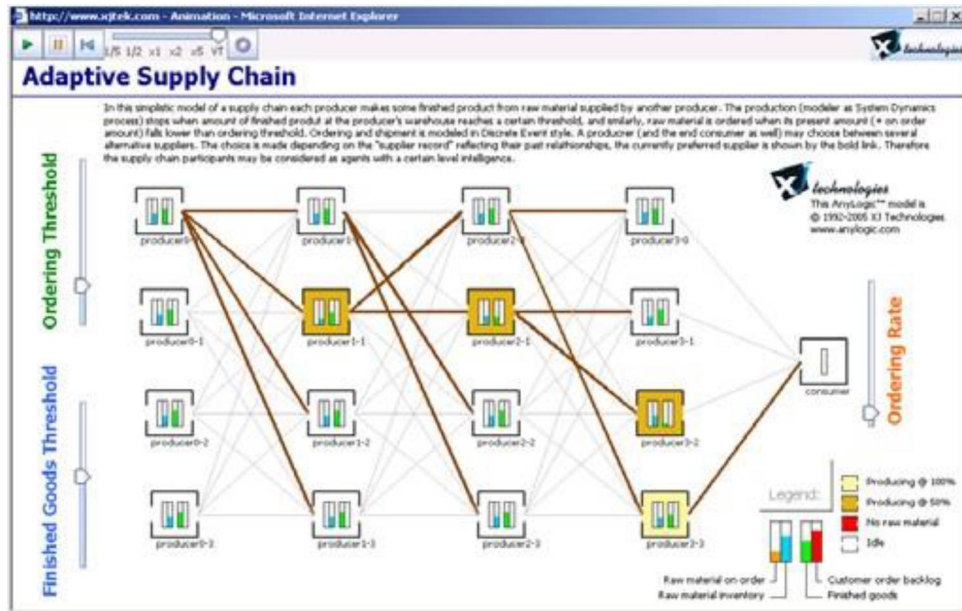 http://www.xjtek.com - Animation - Microsoft Internet Explorer
1/5 1/2 x1 x2 x5 VT
X technologies
Adaptive Supply Chain
In this simplistic model of a supply chain each producer makes some finished product from raw material supplied by another producer. The production (modeler as System Dynamics
process) stops when amount of finished produt at the producer's warehouse reaches a certain threshold, and smilarly, raw material is ordered when its present amount (+ on order
amount) falls lower than ordering threshold. Ordering and shipment is modeled in Discrete Event style. A producer (and the end consumer as well) may choose between several
alternative suppliers. The choice is made depending on the "supplier record" reflecting their past relathionships, the currently preferred supplier is shown by the bold link. Therefore
the supply chain participants may be considered as agents with a certain level intelligence.
X technologies
This AnyLogic™ model is
© 1992-2005 XJ Technologies
www.anylogic.com
Ordering Threshold
Finished Goods Threshold
Ordering Rate
producer0-
producer1-
producer2-
producer3-0
producer0-1
producer1-1
producer2-1
producer3-1
consumer
producer0-2
producer1-2
producer2-2
producer3-2
producer0-3
producer1-3
producer2-3
producer3-3
Legend:
Producing @ 100%
Producing @ 50%
No raw material
Idle
Raw material on order
Customer order backlog
Raw material inventory
Finished goods